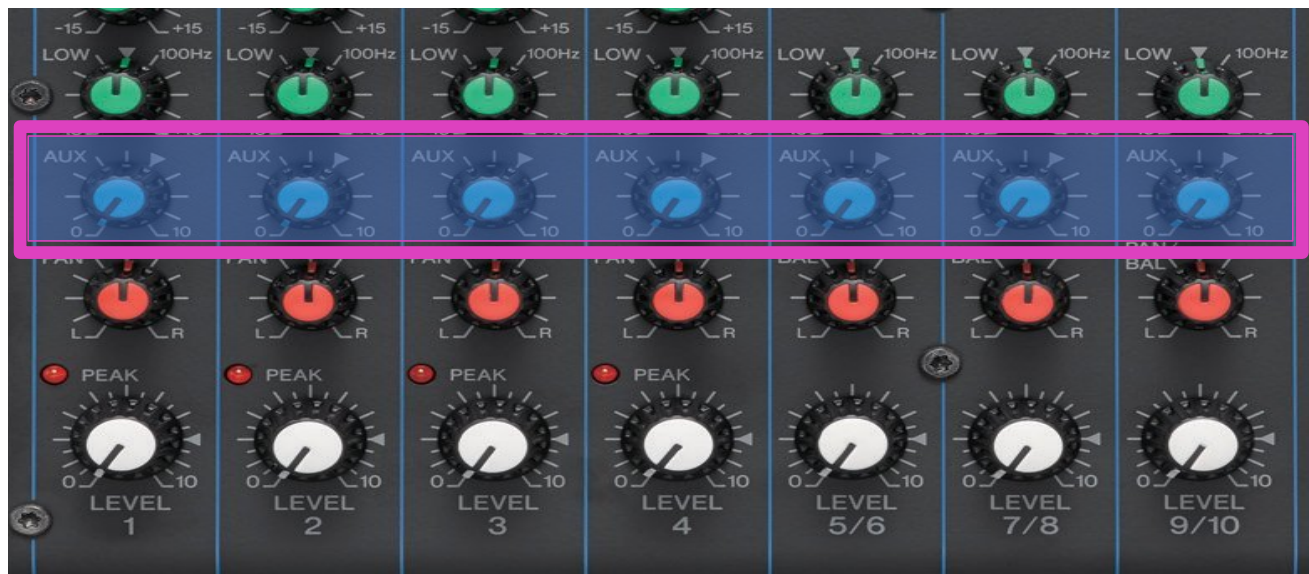 -15 +15 -15 +15 -15 +15 -15 +15
LOW 100Hz LOW 100Hz LOW 100Hz LOW 100Hz LOW 100Hz LOW 100Hz LOW 100Hz
AUX AUX AUX AUX AUX AUX AUX
0 10 0 10 0 10 0 10 0 10 0 10 0 10
PAN
PAN PAN PAN PAN BAL BAL BAL
L R L R L R L R L R L R L R
PEAK PEAK PEAK PEAK
0 10 0 10 0 10 0 10 0 10 0 10 0 10
LEVEL LEVEL LEVEL LEVEL LEVEL LEVEL LEVEL
1 2 3 4 5/6 7/8 9/10